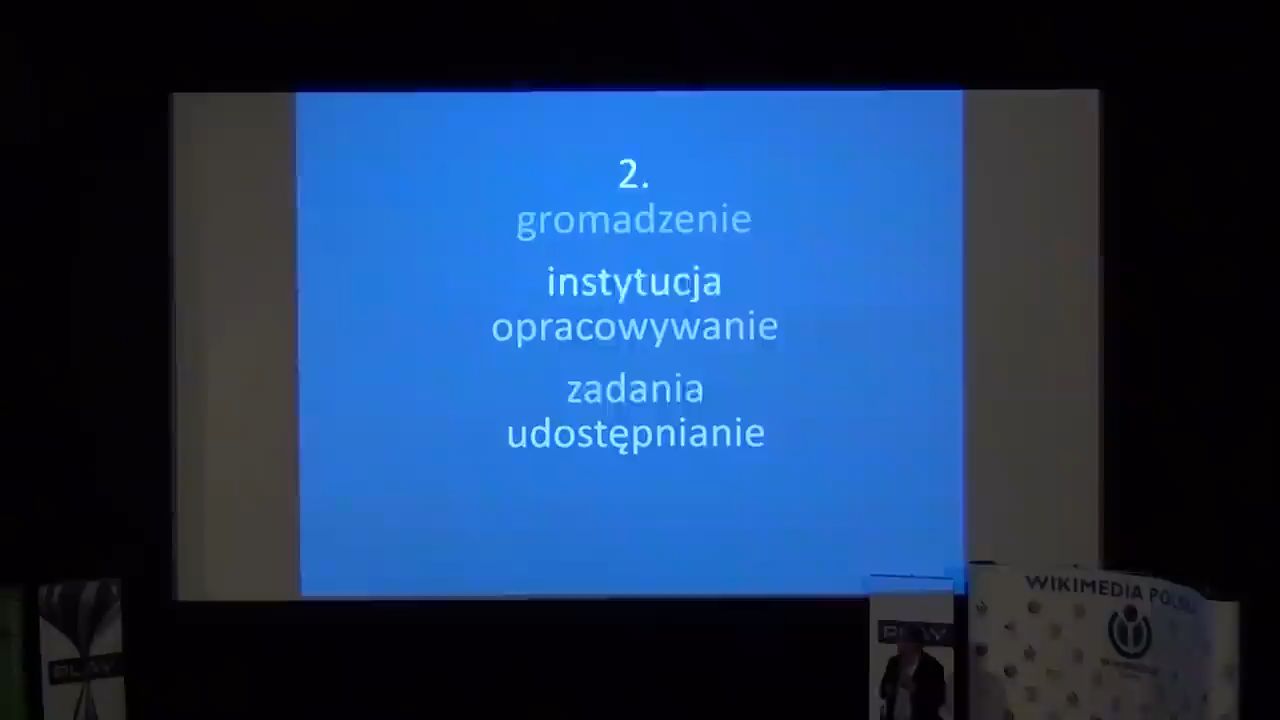 2.
gromadzenie
instytucja
opracowywanie
zadania
udostępnianie
WIKIMEDIA POLSKA
PLAY
PLAY